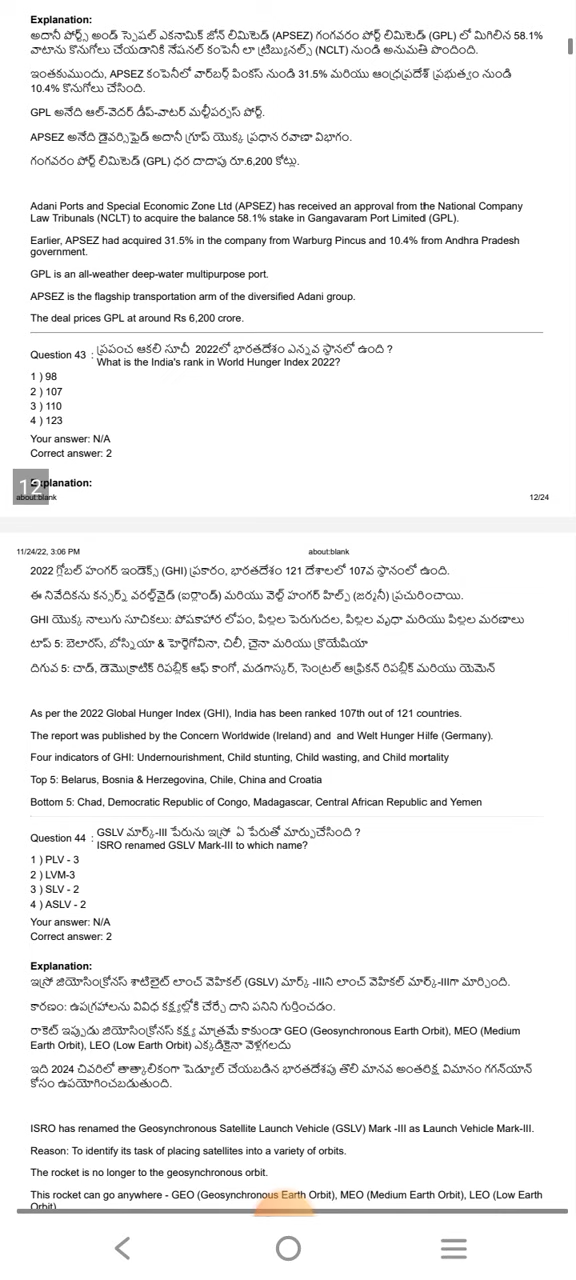 Explanation:
అదానీ పోర్ట్స్ అండ్ స్పెషల్ ఎకనామిక్ జోన్ లిమిటెడ్ (APSEZ) గంగవరం పోర్ట్ లిమిటెడ్ (GPL) లో మిగిలిన 58.1%
వాటాను కొనుగోలు చేయడానికి నేషనల్ కంపెనీ లా ట్రిబ్యునల్స్ (NCLT) నుండి అనుమతి పొందింది.
ఇంతకుముందు, APSEZ కంపెనీలో వార్‌బర్గ్ పింకస్ నుండి 31.5% మరియు ఆంధ్రప్రదేశ్ ప్రభుత్వం నుండి
10.4% కొనుగోలు చేసింది.
GPL అనేది ఆల్-వెదర్ డీప్-వాటర్ మల్టీపర్పస్ పోర్ట్.
APSEZ అనేది డైవర్సిఫైడ్ అదానీ గ్రూప్ యొక్క ప్రధాన రవాణా విభాగం.
గంగవరం పోర్ట్ లిమిటెడ్ (GPL) ధర దాదాపు రూ.6,200 కోట్లు.
Adani Ports and Special Economic Zone Ltd (APSEZ) has received an approval from the National Company
Law Tribunals (NCLT) to acquire the balance 58.1% stake in Gangavaram Port Limited (GPL).
Earlier, APSEZ had acquired 31.5% in the company from Warburg Pincus and 10.4% from Andhra Pradesh
government.
GPL is an all-weather deep-water multipurpose port.
APSEZ is the flagship transportation arm of the diversified Adani group.
The deal prices GPL at around Rs 6,200 crore.
Question 43 : ప్రపంచ ఆకలి సూచీ 2022లో భారతదేశం ఎన్నవ స్థానలో ఉంది ?
What is the India's rank in World Hunger Index 2022?
1 ) 98
2 ) 107
3 ) 110
4 ) 123
Your answer: N/A
Correct answer: 2
Explanation:
12
about:blank 12/24
11/24/22, 3:06 PM about:blank
2022 గ్లోబల్ హంగర్ ఇండెక్స్ (GHI) ప్రకారం, భారతదేశం 121 దేశాలలో 107వ స్థానంలో ఉంది.
ఈ నివేదికను కన్సర్న్ వరల్డ్‌వైడ్ (ఐర్లాండ్) మరియు వెల్ట్ హంగర్ హిల్ఫ్ (జర్మనీ) ప్రచురించాయి.
GHI యొక్క నాలుగు సూచికలు: పోషకాహార లోపం, పిల్లల పెరుగుదల, పిల్లల వృధా మరియు పిల్లల మరణాలు
టాప్ 5: బెలారస్, బోస్నియా & హెర్జెగోవినా, చిలీ, చైనా మరియు క్రొయేషియా
దిగువ 5: చాడ్, డెమొక్రాటిక్ రిపబ్లిక్ ఆఫ్ కాంగో, మడగాస్కర్, సెంట్రల్ ఆఫ్రికన్ రిపబ్లిక్ మరియు యెమెన్
As per the 2022 Global Hunger Index (GHI), India has been ranked 107th out of 121 countries.
The report was published by the Concern Worldwide (Ireland) and and Welt Hunger Hilfe (Germany).
Four indicators of GHI: Undernourishment, Child stunting, Child wasting, and Child mortality
Top 5: Belarus, Bosnia & Herzegovina, Chile, China and Croatia
Bottom 5: Chad, Democratic Republic of Congo, Madagascar, Central African Republic and Yemen
Question 44 : GSLV మార్క్-III పేరును ఇస్రో ఏ పేరుతో మార్పుచేసింది ?
ISRO renamed GSLV Mark-III to which name?
1 ) PLV - 3
2 ) LVM-3
3 ) SLV - 2
4 ) ASLV - 2
Your answer: N/A
Correct answer: 2
Explanation:
ఇస్రో జియోసింక్రోనస్ శాటిలైట్ లాంచ్ వెహికల్ (GSLV) మార్క్ -IIIని లాంచ్ వెహికల్ మార్క్-IIIగా మార్చింది.
కారణం: ఉపగ్రహాలను వివిధ కక్ష్యల్లోకి చేర్చే దాని పనిని గుర్తించడం.
రాకెట్ ఇప్పుడు జియోసింక్రోనస్ కక్ష్య మాత్రమే కాకుండా GEO (Geosynchronous Earth Orbit), MEO (Medium
Earth Orbit), LEO (Low Earth Orbit) ఎక్కడికైనా వెళ్లగలదు
ఇది 2024 చివరిలో తాత్కాలికంగా షెడ్యూల్ చేయబడిన భారతదేశపు తొలి మానవ అంతరిక్ష విమానం గగన్‌యాన్
కోసం ఉపయోగించబడుతుంది.
ISRO has renamed the Geosynchronous Satellite Launch Vehicle (GSLV) Mark -III as Launch Vehicle Mark-III.
Reason: To identify its task of placing satellites into a variety of orbits.
The rocket is no longer to the geosynchronous orbit.
This rocket can go anywhere - GEO (Geosynchronous Earth Orbit), MEO (Medium Earth Orbit), LEO (Low Earth
Orbit)